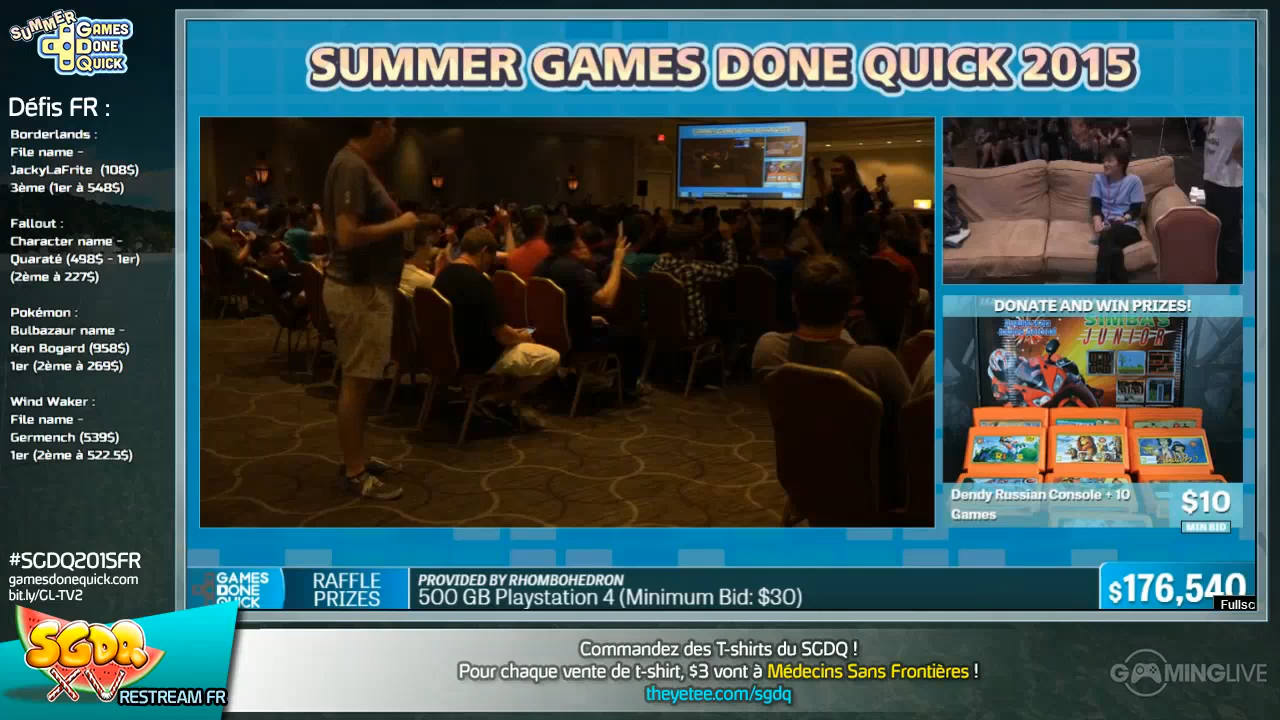 SUMMER
GAMES
DONE
QUICK
Défis FR :
Borderlands :
File name -
JackyLaFrite (108$)
3ème (1er à 548$)
Fallout :
Character name -
Quaraté (498$ - 1er)
(2ème à 227$)
Pokémon :
Bulbazaur name -
Ken Bogard (958$)
1er (2ème à 269$)
Wind Waker :
File name -
Germench (539$)
1er (2ème à 522.5$)
#SGDQ2015FR
gamesdonequick.com
bit.ly/GL-TV2
SGDQ
RESTREAM FR
SUMMER GAMES DONE QUICK 2015
DONATE AND WIN PRIZES!
SIMBA'S
JUNIOR
Dendy Russian Console + 10
Games
$10
MIN BID
GAMES
DONE
QUICK
RAFFLE
PRIZES
PROVIDED BY RHOMBOHEDRON
500 GB Playstation 4 (Minimum Bid: $30)
$176,540
Fullsc
Commandez des T-shirts du SGDQ !
Pour chaque vente de t-shirt, $3 vont à Médecins Sans Frontières !
theyetee.com/sgdq
GAMINGLIVE